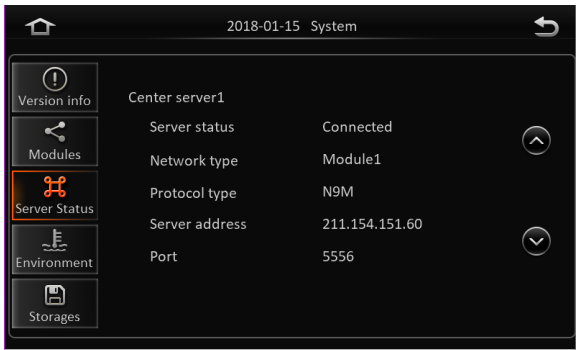 2018-01-15 System
Version info
Modules
Server Status
Environment
Storages
Center server1
Server status Connected
Network type Module1
Protocol type N9M
Server address 211.154.151.60
Port 5556